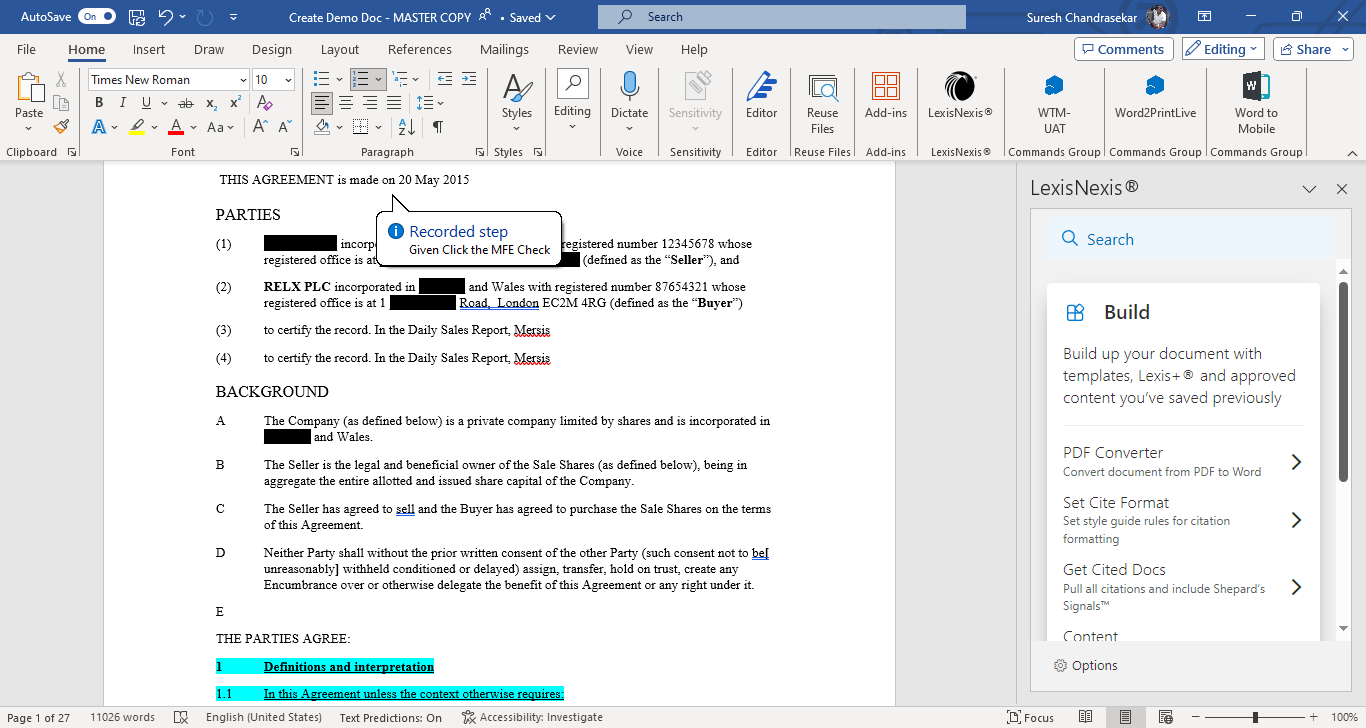 AutoSave On Create Demo Doc - MASTER COPY • Saved Search Suresh Chandrasekar
File Home Insert Draw Design Layout References Mailings Review View Help Comments Editing Share
Times New Roman 10
Paste B I U ab x₂ x² Styles Editing Dictate Sensitivity Editor Reuse Files Add-ins LexisNexis® WTM-UAT Word2PrintLive Word to Mobile
A A Aa A A
Clipboard Font Paragraph Styles Voice Sensitivity Editor Reuse Files Add-ins LexisNexis® Commands Group Commands Group Commands Group
THIS AGREEMENT is made on 20 May 2015
PARTIES
Recorded step
Given Click the MFE Check
(1) incorp registered number 12345678 whose
registered office is at (defined as the “Seller”), and
(2) RELX PLC incorporated in and Wales with registered number 87654321 whose
registered office is at 1 Road, London EC2M 4RG (defined as the “Buyer”)
(3) to certify the record. In the Daily Sales Report, Mersis
(4) to certify the record. In the Daily Sales Report, Mersis
BACKGROUND
A The Company (as defined below) is a private company limited by shares and is incorporated in
and Wales.
B The Seller is the legal and beneficial owner of the Sale Shares (as defined below), being in
aggregate the entire allotted and issued share capital of the Company.
C The Seller has agreed to sell and the Buyer has agreed to purchase the Sale Shares on the terms
of this Agreement.
D Neither Party shall without the prior written consent of the other Party (such consent not to be[
unreasonably] withheld conditioned or delayed) assign, transfer, hold on trust, create any
Encumbrance over or otherwise delegate the benefit of this Agreement or any right under it.
E
THE PARTIES AGREE:
1 Definitions and interpretation
1.1 In this Agreement unless the context otherwise requires:
LexisNexis®
Search
Build
Build up your document with
templates, Lexis+® and approved
content you’ve saved previously
PDF Converter
Convert document from PDF to Word
Set Cite Format
Set style guide rules for citation
formatting
Get Cited Docs
Pull all citations and include Shepard’s
Signals™
Content
Options
Page 1 of 27 11026 words English (United States) Text Predictions: On Accessibility: Investigate Focus 100%